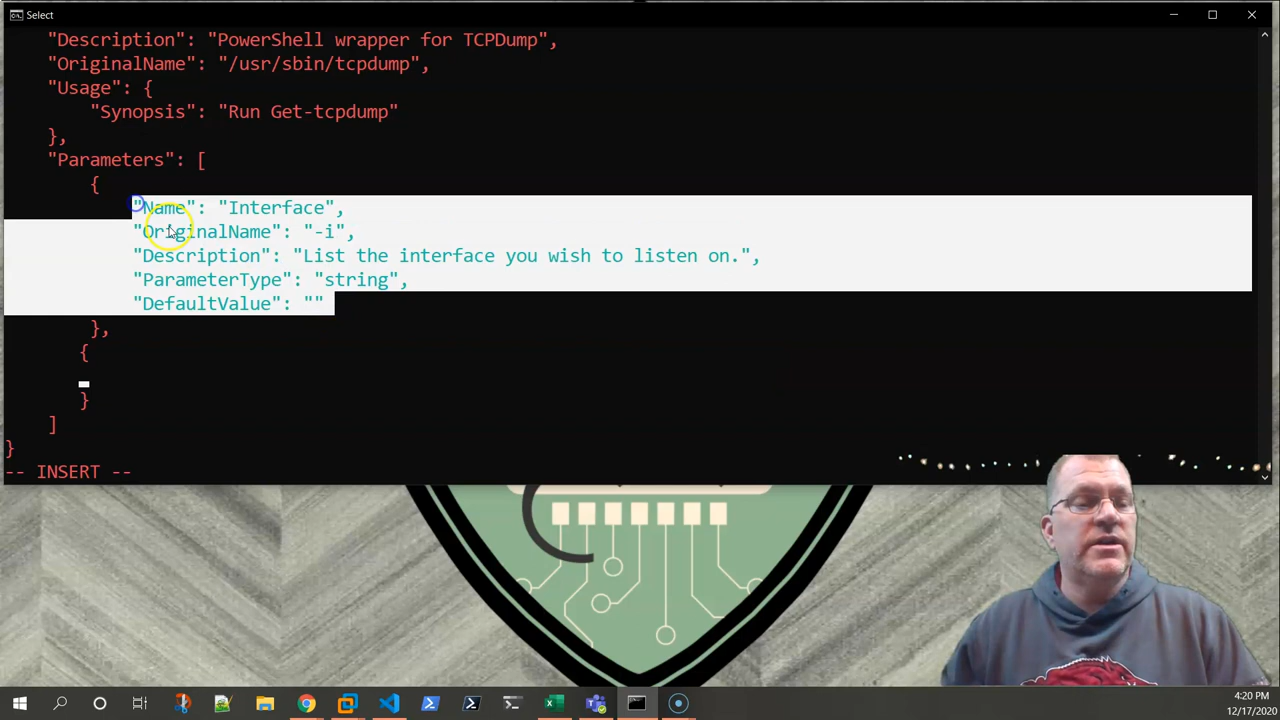 Select
"Description": "PowerShell wrapper for TCPDump",
"OriginalName": "/usr/sbin/tcpdump",
"Usage": {
"Synopsis": "Run Get-tcpdump"
},
"Parameters": [
{
"Name": "Interface",
"OriginalName": "-i",
"Description": "List the interface you wish to listen on.",
"ParameterType": "string",
"DefaultValue": ""
},
{
}
]
}
-- INSERT --
4:20 PM
12/17/2020